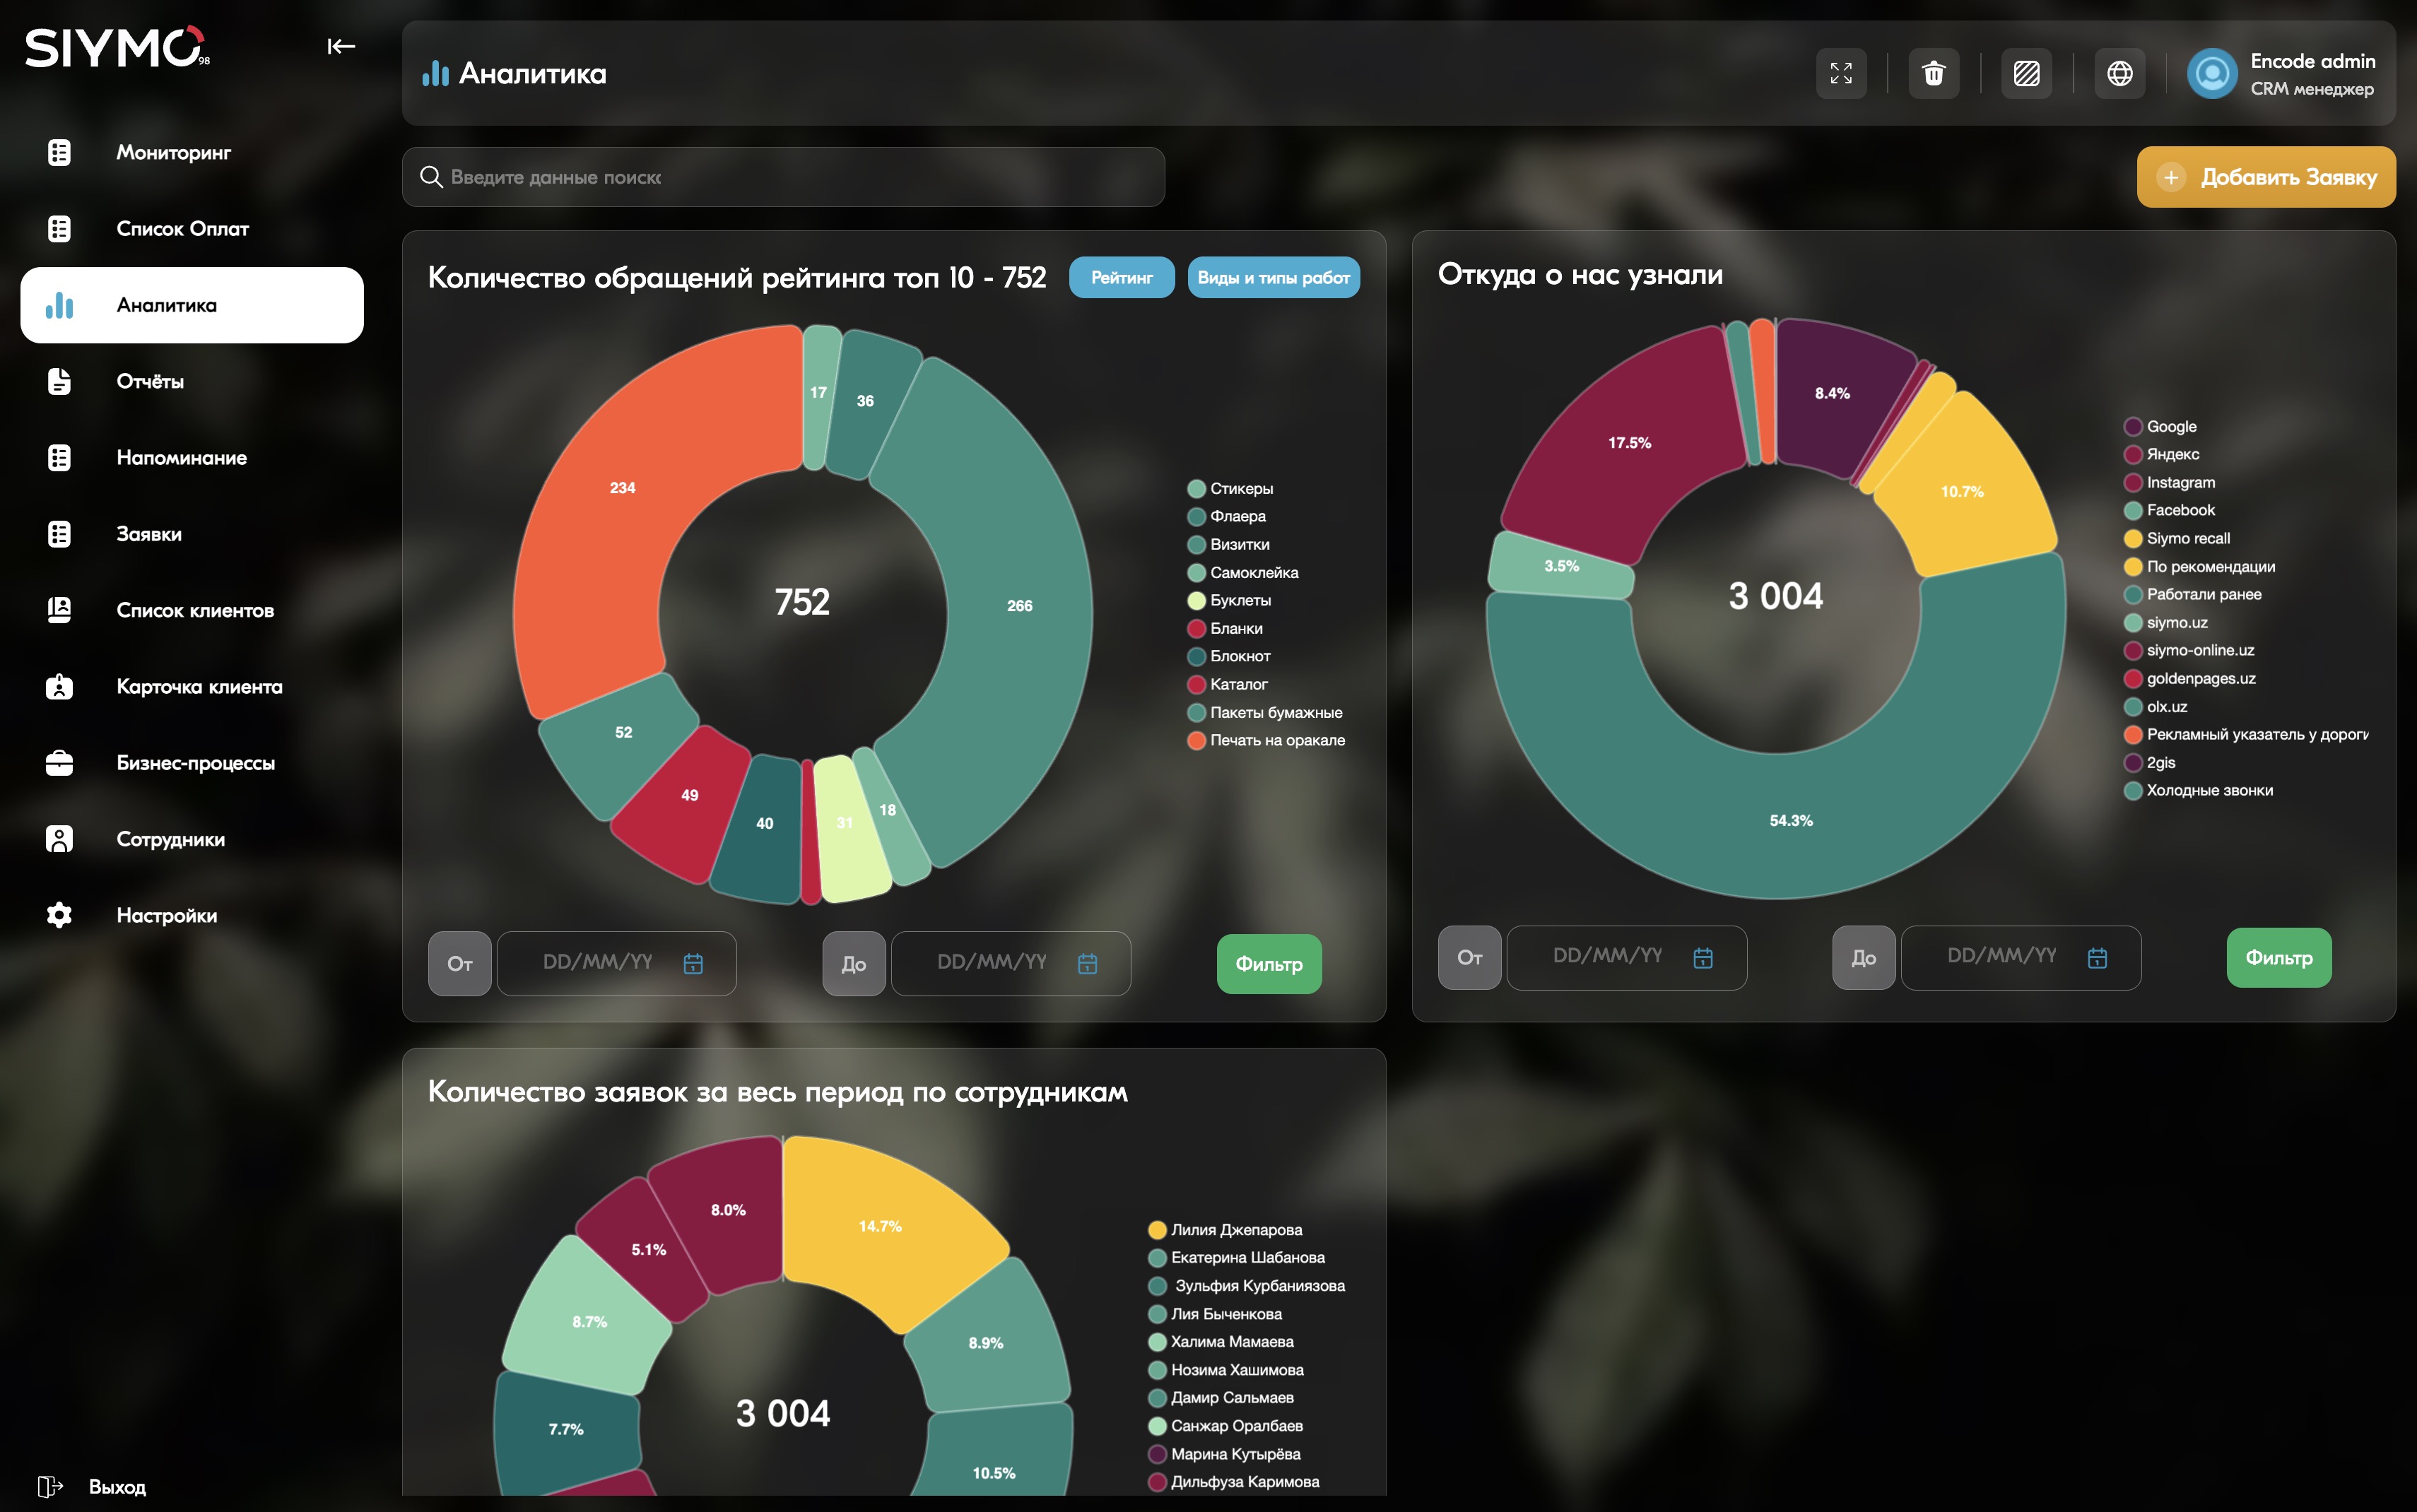 SIYMO 98
Мониторинг
Список Оплат
Аналитика
Отчёты
Напоминание
Заявки
Список клиентов
Карточка клиента
Бизнес-процессы
Сотрудники
Настройки
Выход
Аналитика
Encode admin
CRM менеджер
Введите данные поиска
+ Добавить Заявку
Количество обращений рейтинга топ 10 - 752
Рейтинг
Виды и типы работ
17
36
234
266
752
52
49
40
31
18
Стикеры
Флаера
Визитки
Самоклейка
Буклеты
Бланки
Блокнот
Каталог
Пакеты бумажные
Печать на оракале
От
DD/MM/YY
До
DD/MM/YY
Фильтр
Откуда о нас узнали
8.4%
17.5%
10.7%
3.5%
3 004
54.3%
Google
Яндекс
Instagram
Facebook
Siymo recall
По рекомендации
Работали ранее
siymo.uz
siymo-online.uz
goldenpages.uz
olx.uz
Рекламный указатель у дороги
2gis
Холодные звонки
От
DD/MM/YY
До
DD/MM/YY
Фильтр
Количество заявок за весь период по сотрудникам
8.0%
14.7%
5.1%
8.7%
8.9%
3 004
7.7%
10.5%
Лилия Джепарова
Екатерина Шабанова
Зульфия Курбаниязова
Лия Быченкова
Халима Мамаева
Нозима Хашимова
Дамир Сальмаев
Санжар Оралбаев
Марина Кутырёва
Дильфуза Каримова